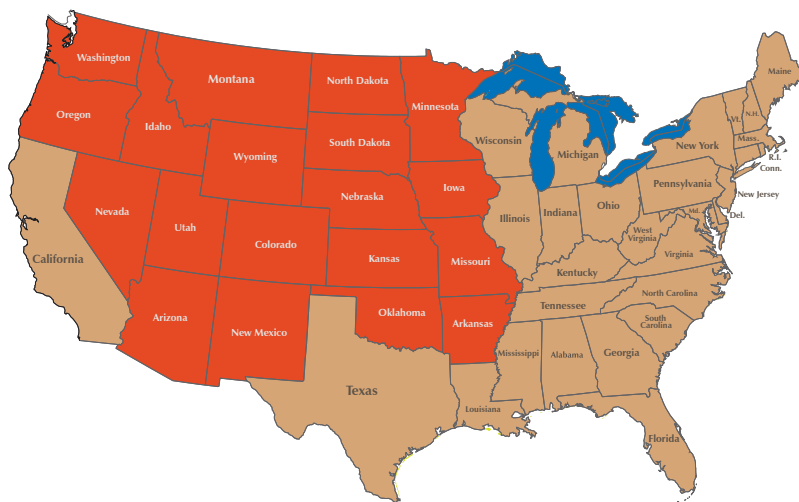 Washington
Oregon
California
Nevada
Idaho
Montana
Wyoming
Utah
Arizona
Colorado
New Mexico
North Dakota
South Dakota
Nebraska
Kansas
Oklahoma
Texas
Minnesota
Iowa
Missouri
Arkansas
Louisiana
Wisconsin
Illinois
Michigan
Indiana
Ohio
Kentucky
Tennessee
Mississippi
Alabama
Georgia
Florida
South
Carolina
North Carolina
Virginia
West
Virginia
Md.
Del.
Pennsylvania
New Jersey
New York
Conn.
R.I.
Mass.
Vt.
N.H.
Maine